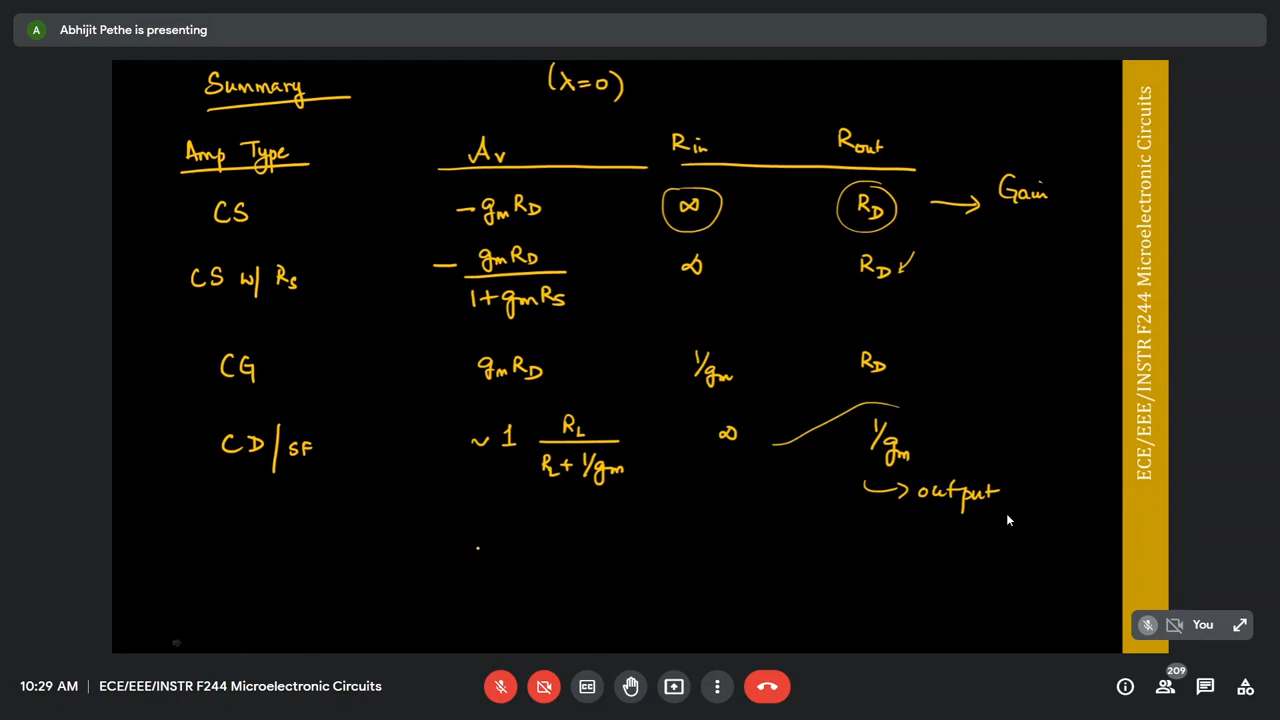 A Abhijit Pethe is presenting
Summary (λ=0)
Amp Type Av Rin Rout
CS -gmRD ∞ RD → Gain
CS w/ RS - gmRD / 1+gmRS ∞ RD
CG gmRD 1/gm RD
CD/SF ~ 1 RL / RL + 1/gm ∞ 1/gm
→ output
ECE/EEE/INSTR F244 Microelectronic Circuits
You
10:29 AM | ECE/EEE/INSTR F244 Microelectronic Circuits
CC
209